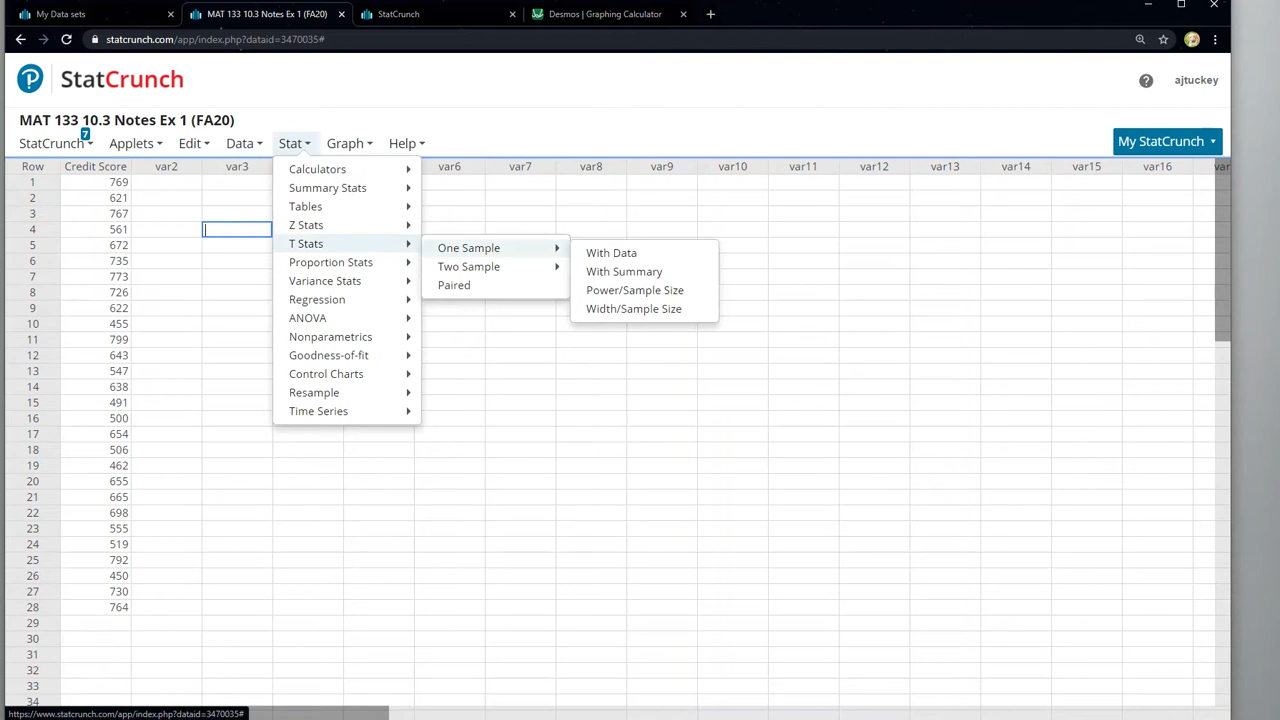 My Data sets × MAT 133 10.3 Notes Ex 1 (FA20) × StatCrunch × Desmos | Graphing Calculator × +
statcrunch.com/app/index.php?dataid=3470035#
P StatCrunch ? ajtuckey
MAT 133 10.3 Notes Ex 1 (FA20)
StatCrunch 7 Applets Edit Data Stat Graph Help My StatCrunch
Row Credit Score var2 var3 var6 var7 var8 var9 var10 var11 var12 var13 var14 var15 var16 var
1 769
2 621
3 767
4 561
5 672
6 735
7 773
8 726
9 622
10 455
11 799
12 643
13 547
14 638
15 491
16 500
17 654
18 506
19 462
20 655
21 665
22 698
23 555
24 519
25 792
26 450
27 730
28 764
29
30
31
32
33
34
Calculators
Summary Stats
Tables
Z Stats
T Stats
Proportion Stats
Variance Stats
Regression
ANOVA
Nonparametrics
Goodness-of-fit
Control Charts
Resample
Time Series
One Sample
Two Sample
Paired
With Data
With Summary
Power/Sample Size
Width/Sample Size
https://www.statcrunch.com/app/index.php?dataid=3470035#